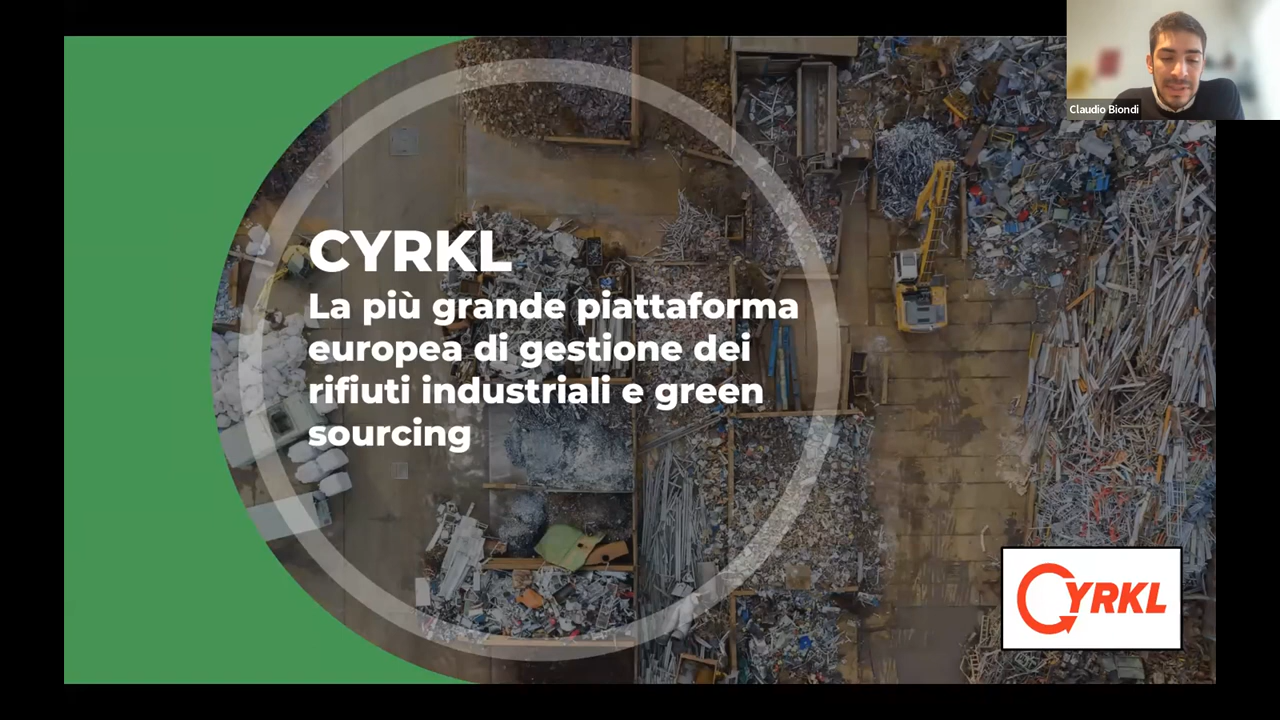 Claudio Biondi
CYRKL
La più grande piattaforma
europea di gestione dei
rifiuti industriali e green
sourcing
CYRKL